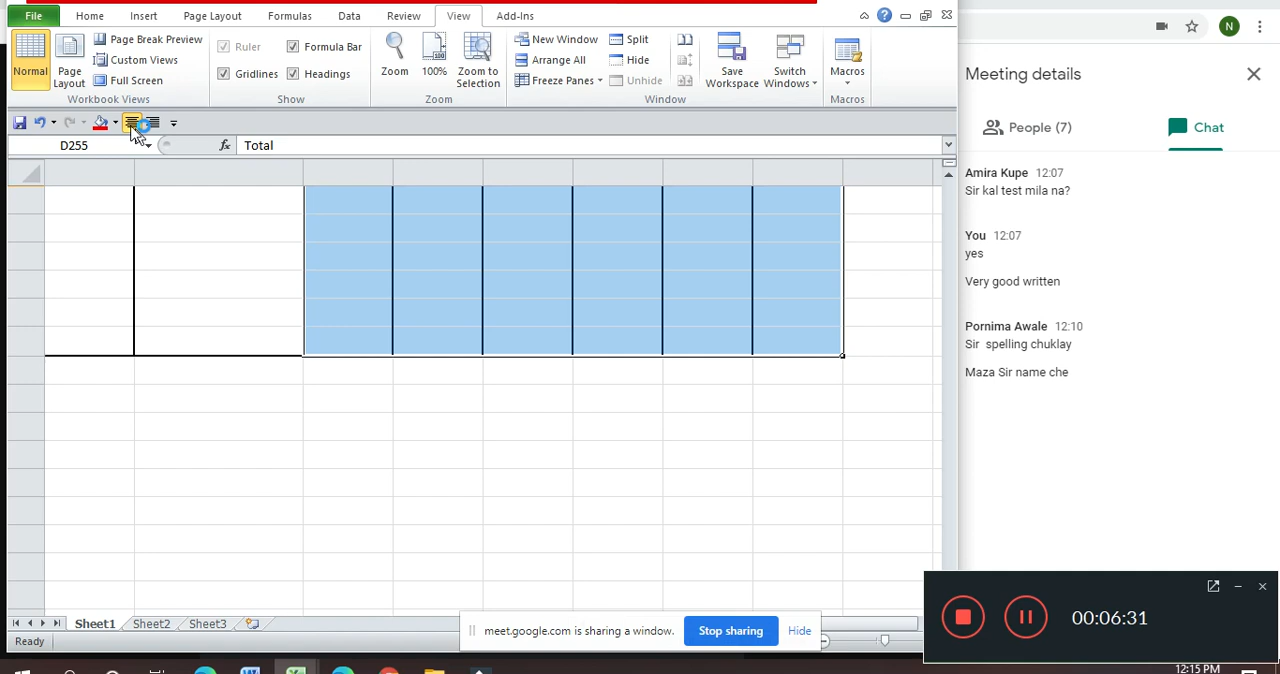 File Home Insert Page Layout Formulas Data Review View Add-Ins
Normal
Page Layout
Page Break Preview
Custom Views
Full Screen
Workbook Views
Ruler
Formula Bar
Gridlines
Headings
Show
Zoom
100%
Zoom to Selection
Zoom
New Window
Arrange All
Freeze Panes
Split
Hide
Unhide
Save Workspace
Switch Windows
Window
Macros
Macros
D255
fx
Total
Sheet1 Sheet2 Sheet3
Ready
meet.google.com is sharing a window.
Stop sharing
Hide
N
Meeting details
People (7)
Chat
Amira Kupe 12:07
Sir kal test mila na?
You 12:07
yes
Very good written
Pornima Awale 12:10
Sir spelling chuklay
Maza Sir name che
00:06:31
12:15 PM